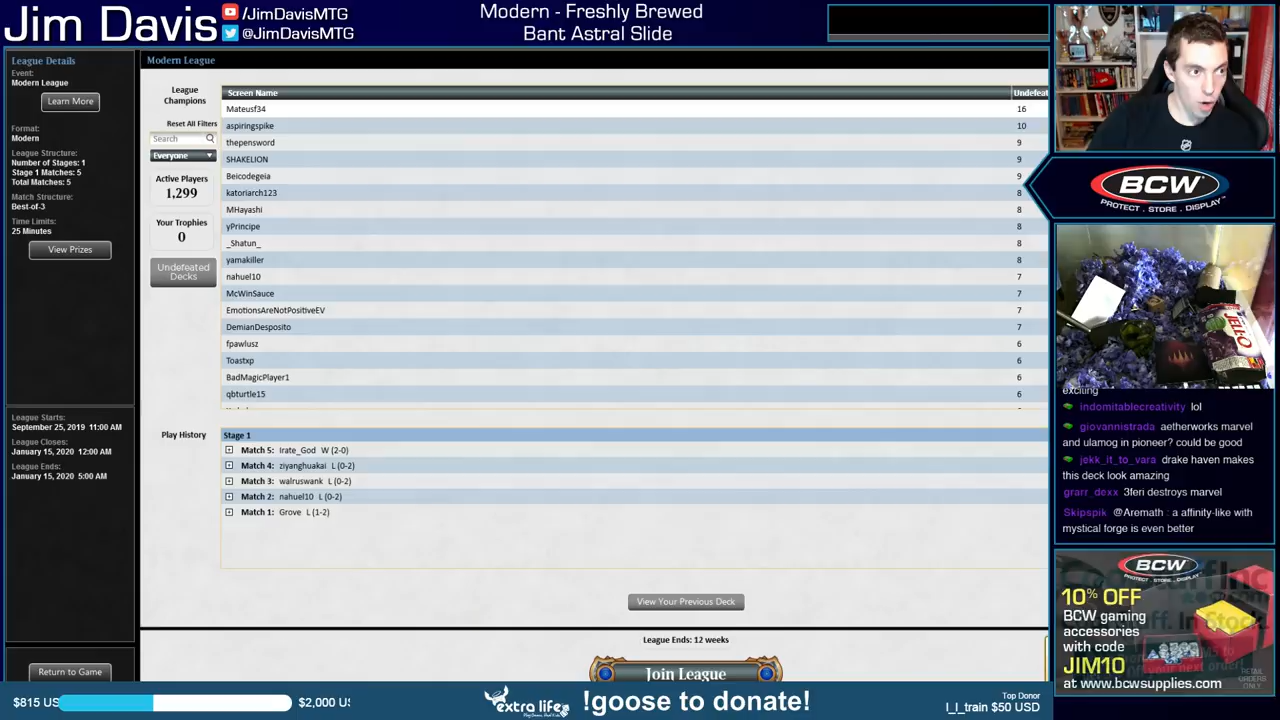 Jim Davis
/JimDavisMTG
@JimDavisMTG
Modern - Freshly Brewed
Bant Astral Slide
League Details
Event:
Modern League
Learn More
Format:
Modern
League Structure:
Number of Stages: 1
Stage 1 Matches: 5
Total Matches: 5
Match Structure:
Best-of-3
Time Limits:
25 Minutes
View Prizes
League Starts:
September 25, 2019 11:00 AM
League Closes:
January 15, 2020 12:00 AM
League Ends:
January 15, 2020 5:00 AM
Return to Game
Modern League
League
Champions
Reset All Filters
Search
Everyone
Active Players
1,299
Your Trophies
0
Undefeated
Decks
Screen Name Undefeat
Mateusf34 16
aspiringspike 10
thepensword 9
SHAKELION 9
Beicodegeia 9
katoriarch123 8
MHayashi 8
yPrincipe 8
_Shatun_ 8
yamakiller 8
nahuel10 7
McWinSauce 7
EmotionsAreNotPositiveEV 7
DemianDesposito 7
fpawlusz 6
Toastxp 6
BadMagicPlayer1 6
qbturtle15 6
Play History
Stage 1
Match 5: Irate_God W (2-0)
Match 4: ziyanghuakai L (0-2)
Match 3: walruswank L (0-2)
Match 2: nahuel10 L (0-2)
Match 1: Grove L (1-2)
View Your Previous Deck
League Ends: 12 weeks
Join League
BCW
PROTECT. STORE. DISPLAY.
JELL-O
exciting
indomitablecreativity lol
giovannistrada aetherworks marvel
and ulamog in pioneer? could be good
jekk_it_to_vara drake haven makes
this deck look amazing
grarr_dexx 3feri destroys marvel
Skipspik @Aremath : a affinity-like with
mystical forge is even better
BCW
PROTECT. STORE. DISPLAY.
10% OFF
BCW gaming
accessories
with code
JIM10
at www.bcwsupplies.com
RETAIL
ORDERS
ONLY
$815 US
$2,000 U
extra life
!goose to donate!
Top Donor
I_I_train $50 USD